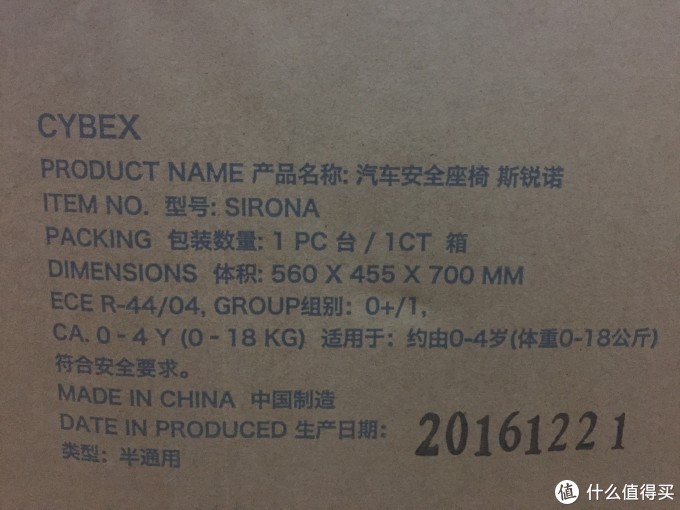 CYBEX
PRODUCT NAME 产品名称: 汽车安全座椅 斯锐诺
ITEM NO. 型号: SIRONA
PACKING 包装数量: 1 PC 台 / 1CT 箱
DIMENSIONS 体积: 560 X 455 X 700 MM
ECE R-44/04, GROUP组别: 0+/1,
CA. 0 - 4 Y (0 - 18 KG) 适用于: 约由0-4岁(体重0-18公斤)
符合安全要求。
MADE IN CHINA 中国制造
DATE IN PRODUCED 生产日期: 20161221
类型: 半通用
值 什么值得买